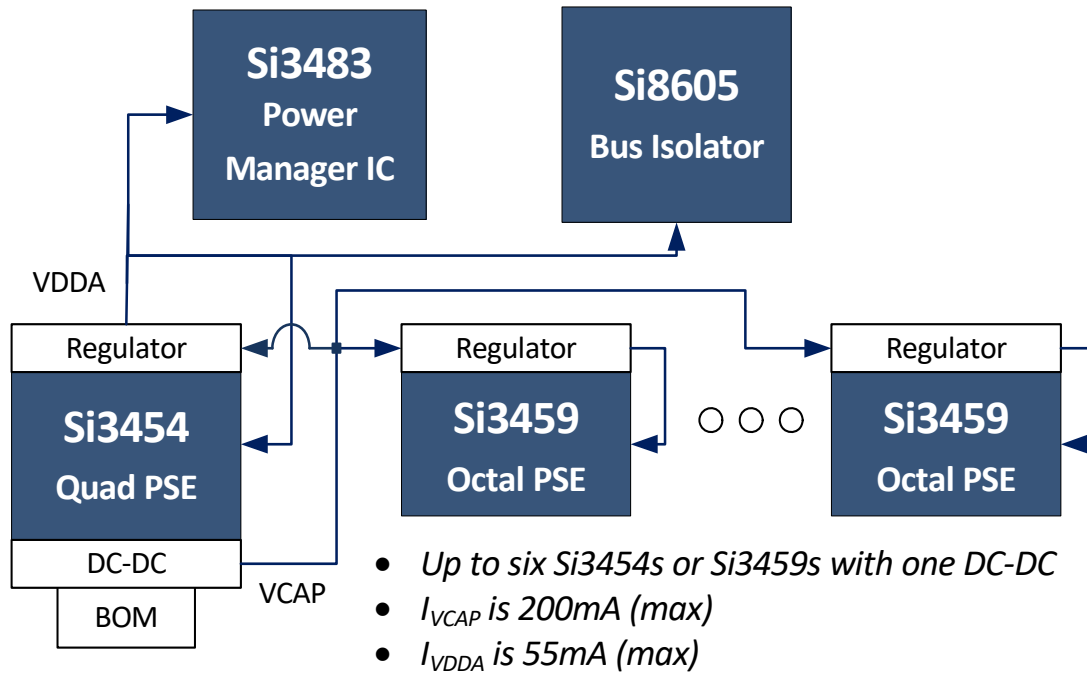 Si3483
Power
Manager IC
Si8605
Bus Isolator
VDDA
Regulator
Regulator
Regulator
Si3454
Quad PSE
Si3459
Octal PSE
Si3459
Octal PSE
DC-DC
VCAP
BOM
• Up to six Si3454s or Si3459s with one DC-DC
• IVCAP is 200mA (max)
• IVDDA is 55mA (max)